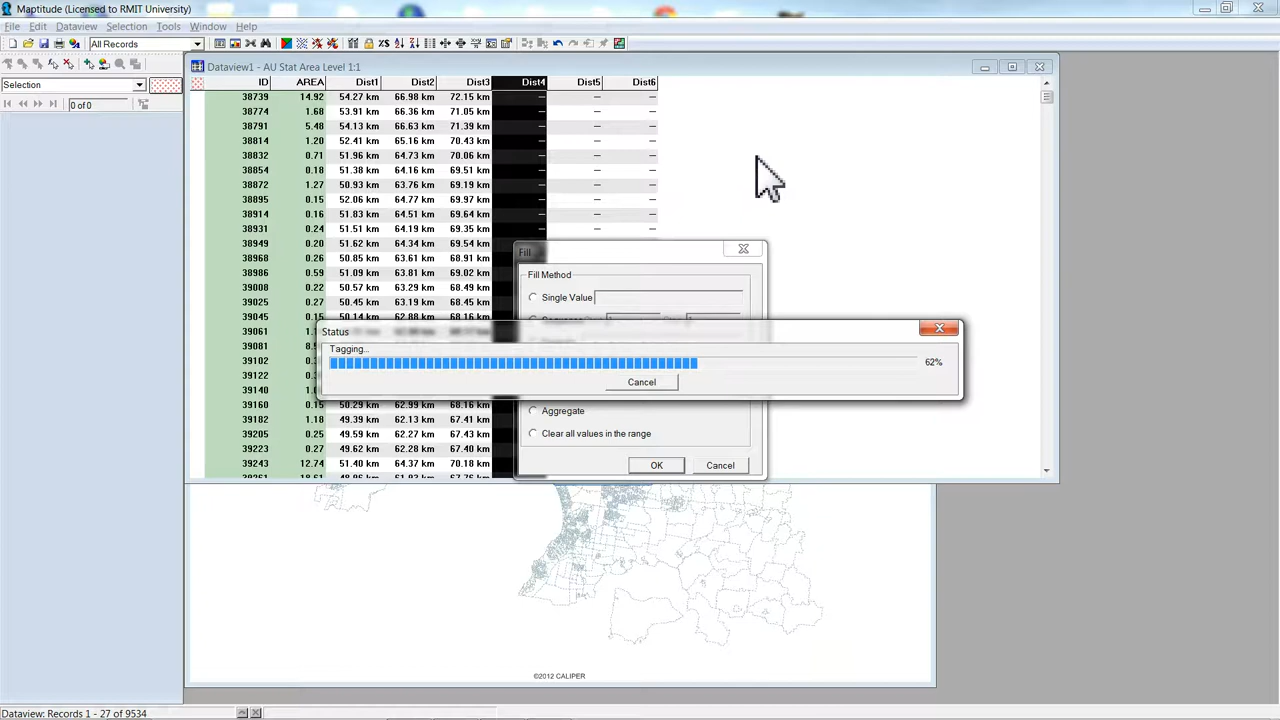 Maptitude (Licensed to RMIT University)
File Edit Dataview Selection Tools Window Help
All Records
Dataview1 - AU Stat Area Level 1:1
Selection
0 of 0
ID AREA Dist1 Dist2 Dist3 Dist4 Dist5 Dist6
38739 14.92 54.27 km 66.98 km 72.15 km -- -- --
38774 1.68 53.91 km 66.36 km 71.05 km -- -- --
38791 5.40 54.13 km 66.63 km 71.39 km -- -- --
38814 1.20 52.41 km 65.16 km 70.43 km -- -- --
38832 0.71 51.96 km 64.73 km 70.06 km -- -- --
38854 0.18 51.38 km 64.16 km 69.51 km -- -- --
38872 1.27 50.93 km 63.76 km 69.19 km -- -- --
38895 0.15 52.06 km 64.77 km 69.97 km -- -- --
38914 0.16 51.83 km 64.51 km 69.64 km -- -- --
38931 0.24 51.51 km 64.19 km 69.35 km -- -- --
38949 0.20 51.62 km 64.34 km 69.54 km
38968 0.26 50.85 km 63.61 km 68.91 km
38986 0.59 51.09 km 63.81 km 69.02 km
39008 0.22 50.57 km 63.29 km 68.49 km
39025 0.27 50.45 km 63.19 km 68.45 km
39045 0.15 50.14 km 62.88 km 68.16 km
39061
39081
39102
39122
39140
39160 0.15 50.29 km 62.99 km 68.16 km
39182 1.18 49.39 km 62.13 km 67.41 km
39205 0.25 49.59 km 62.27 km 67.43 km
39223 0.27 49.62 km 62.28 km 67.40 km
39243 12.74 51.40 km 64.37 km 70.18 km
Fill
Fill Method
Single Value
Status
Tagging...
62%
Cancel
Aggregate
Clear all values in the range
OK Cancel
©2012 CALIPER
Dataview: Records 1 - 27 of 9534